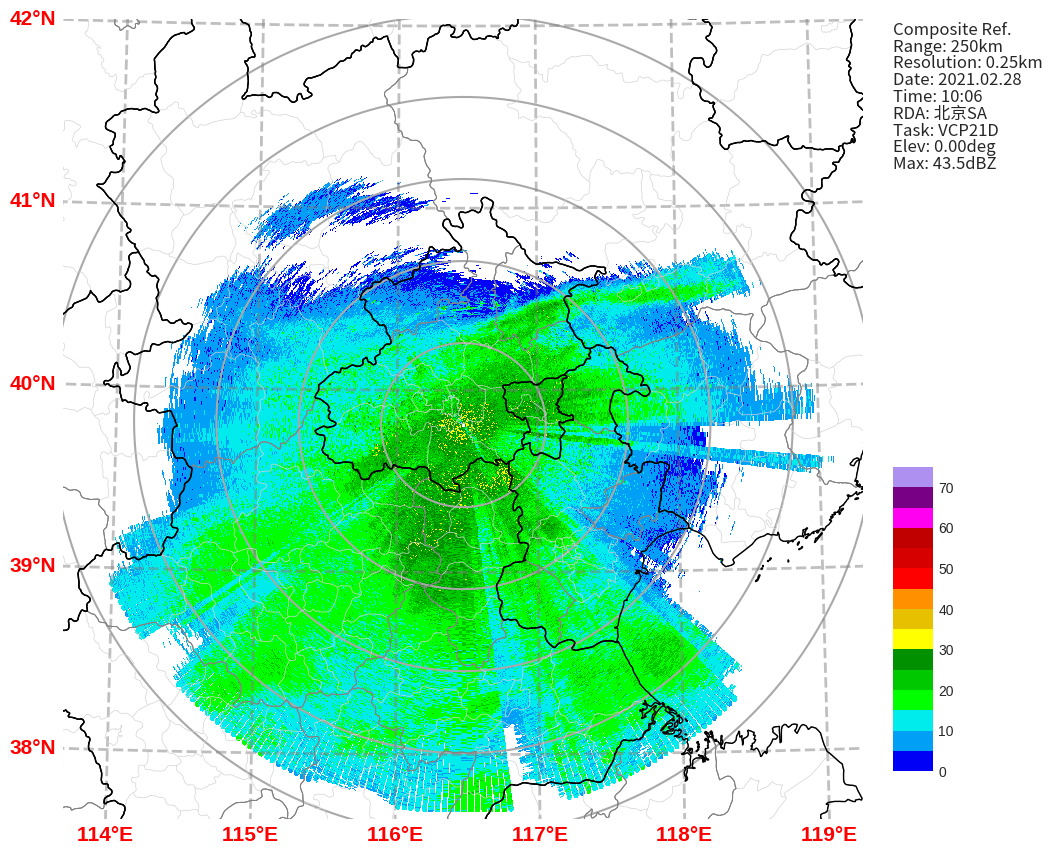 42°N
41°N
40°N
39°N
38°N
114°E
115°E
116°E
117°E
118°E
119°E
Composite Ref.
Range: 250km
Resolution: 0.25km
Date: 2021.02.28
Time: 10:06
RDA: 北京SA
Task: VCP21D
Elev: 0.00deg
Max: 43.5dBZ
70
60
50
40
30
20
10
0